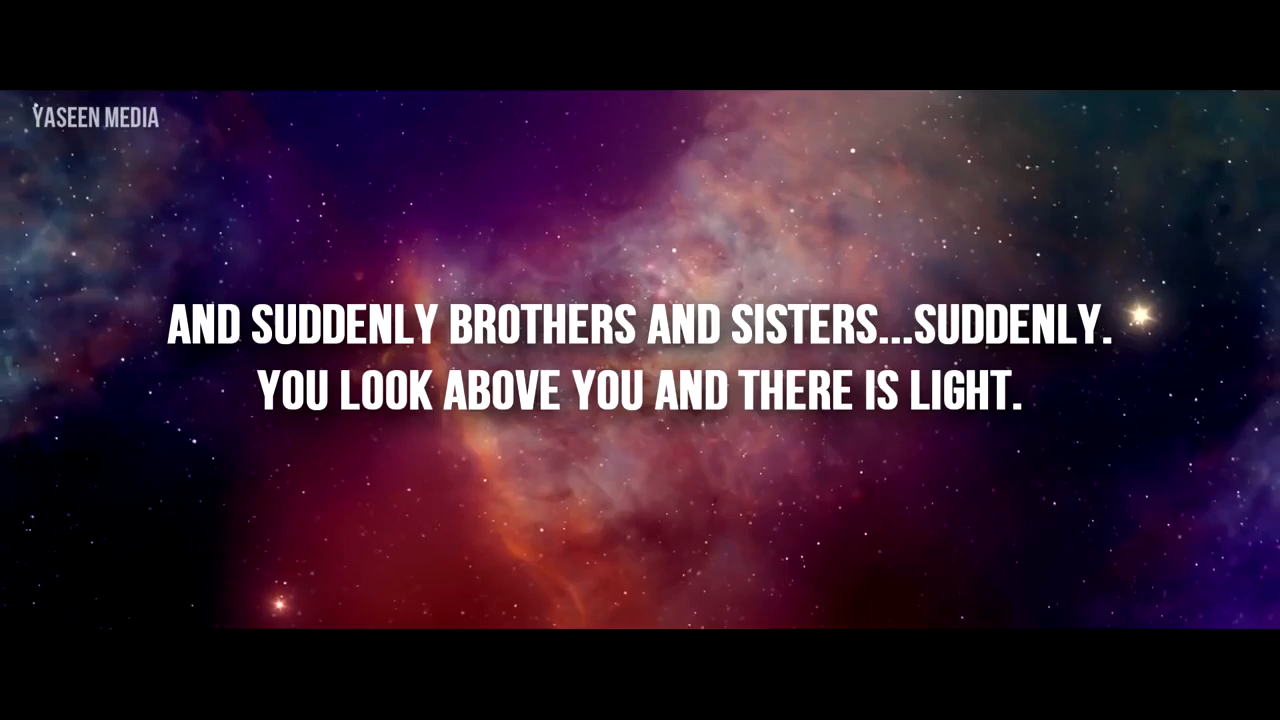 YASEEN MEDIA
AND SUDDENLY BROTHERS AND SISTERS...SUDDENLY.
YOU LOOK ABOVE YOU AND THERE IS LIGHT.